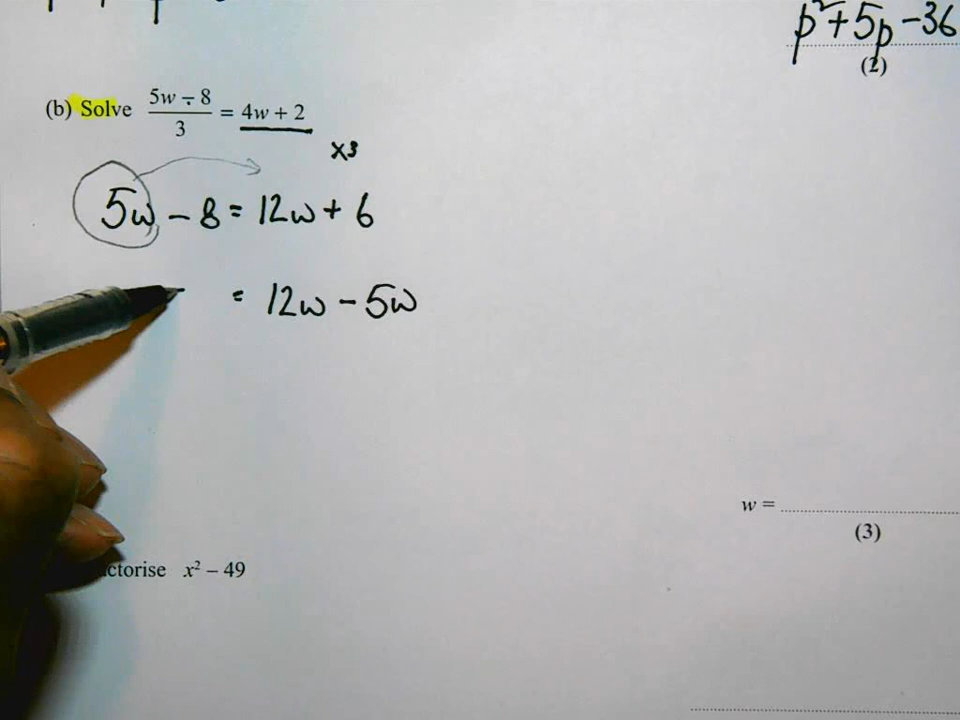 p² + 5p - 36
(2)
(b) Solve (5w - 8)/3 = 4w + 2
×3
5w - 8 = 12w + 6
= 12w - 5w
w =
(3)
ctorise x² – 49